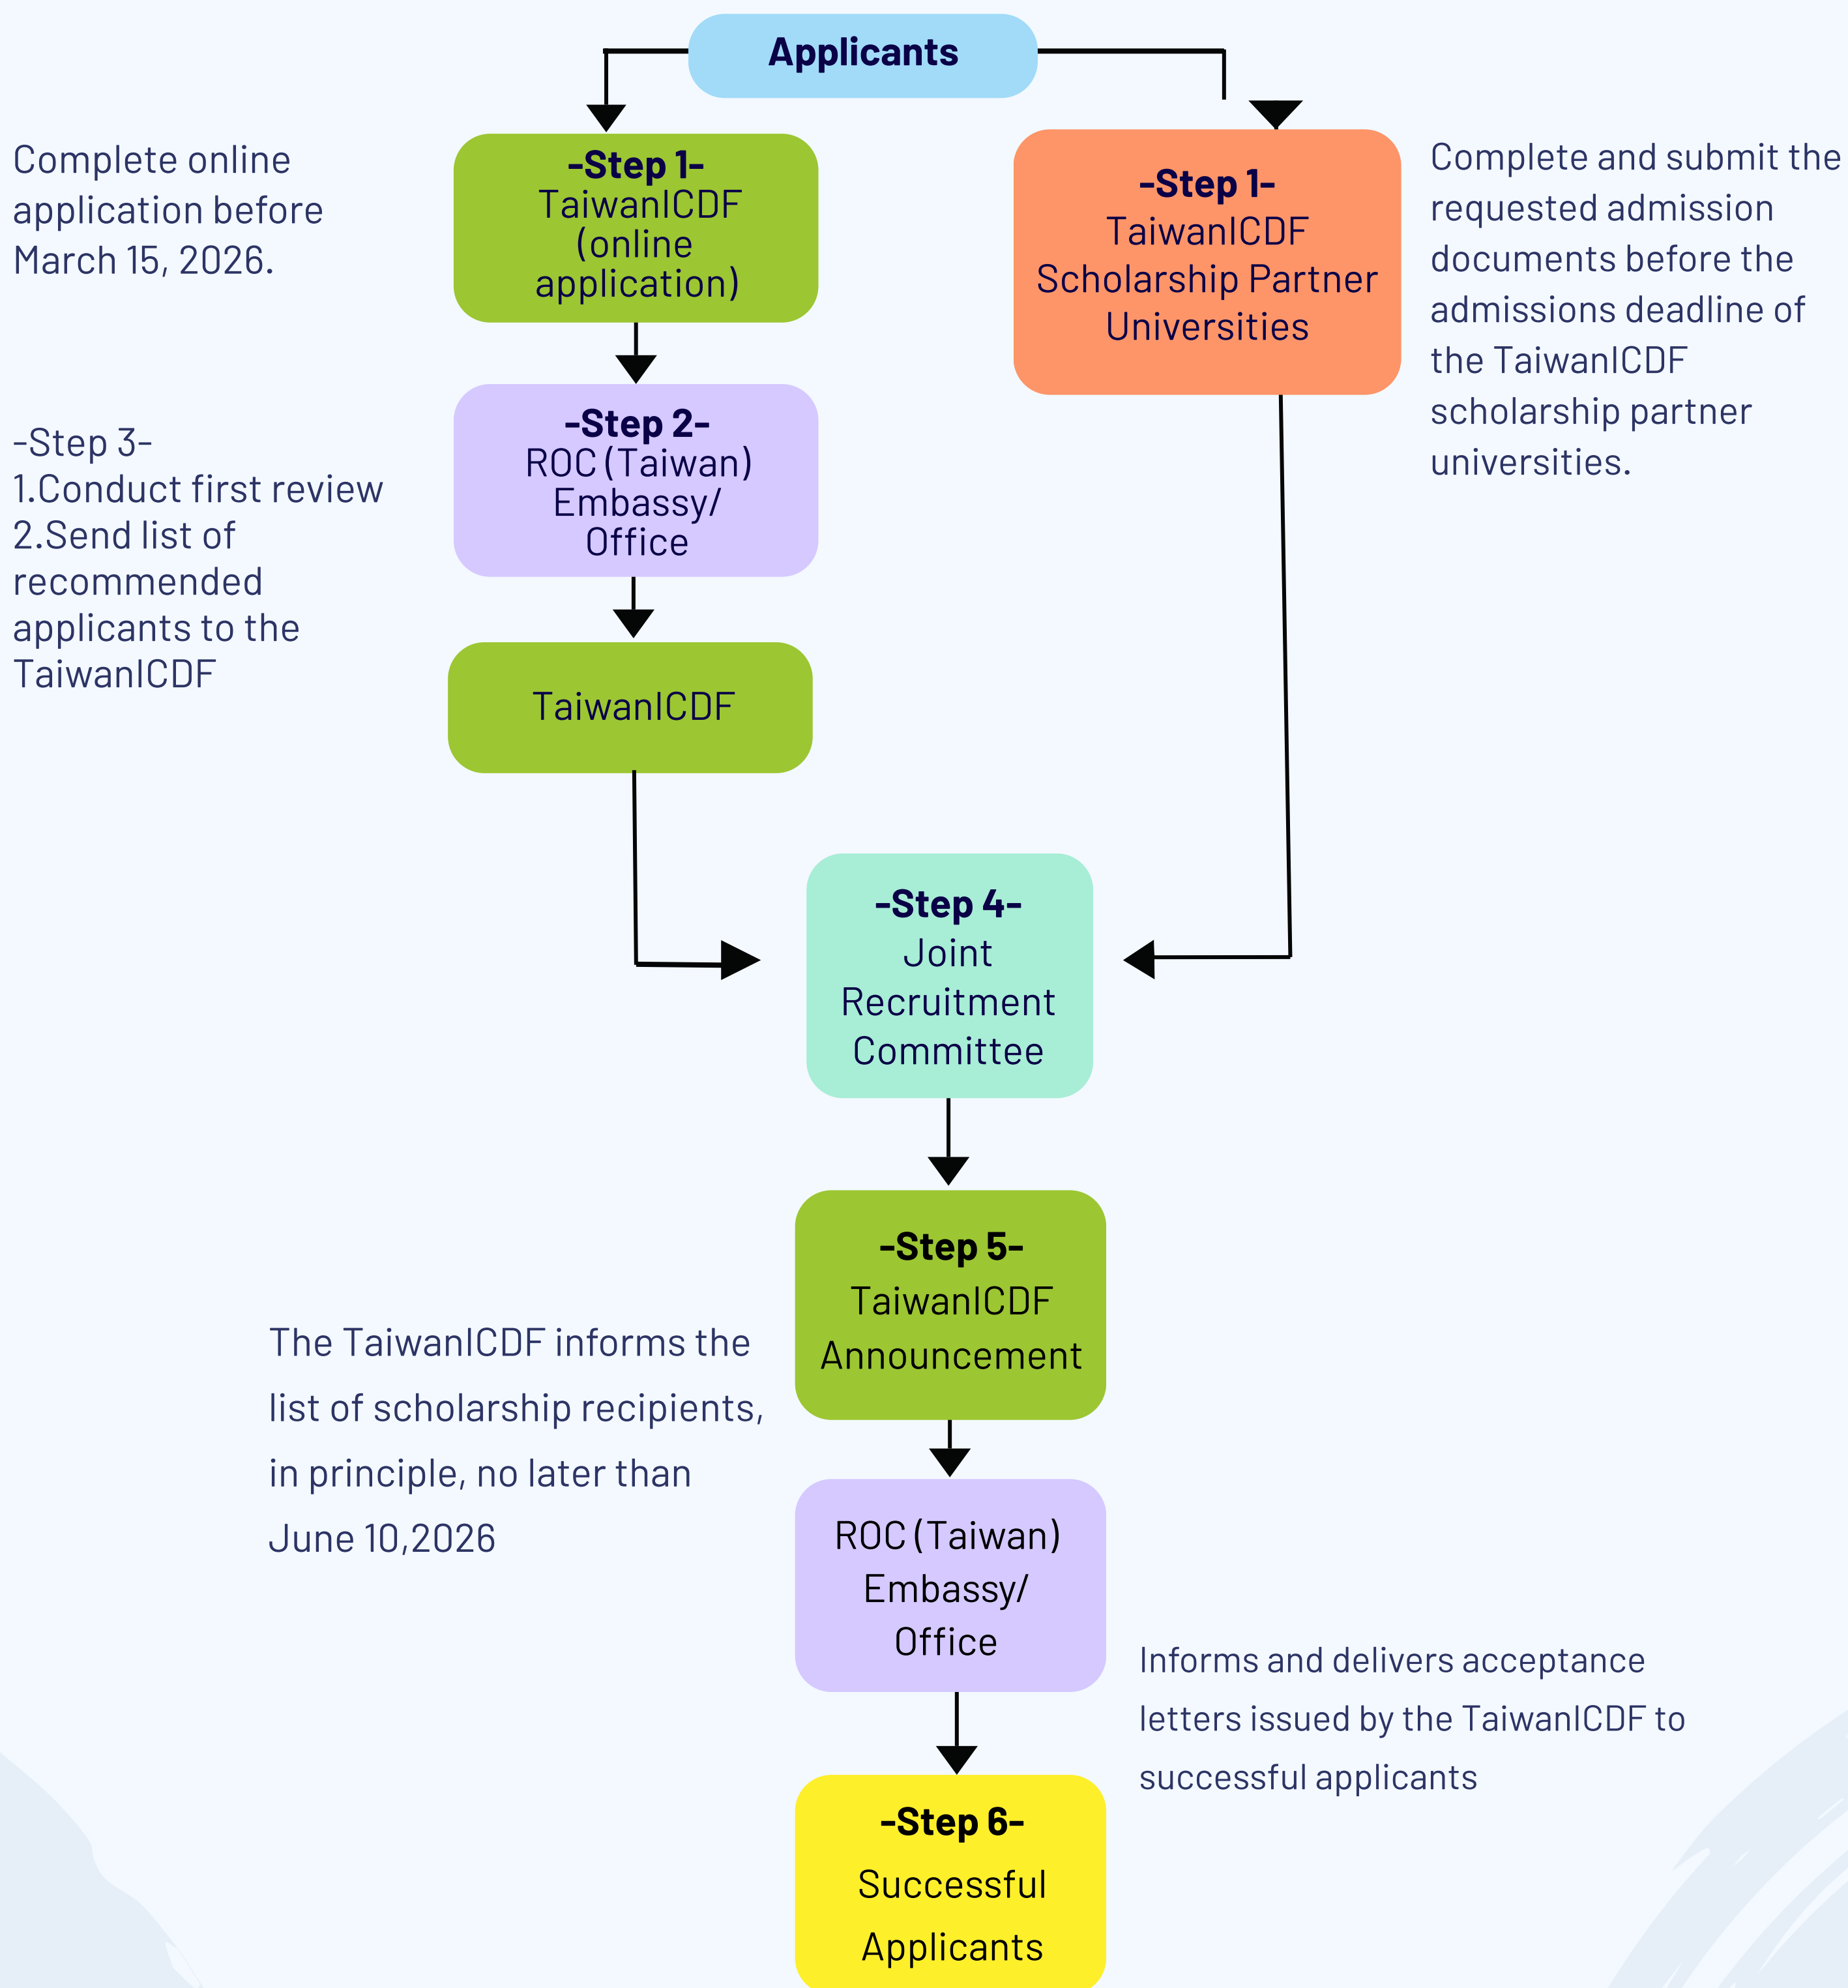 Applicants
Complete online
application before
March 15, 2026.
-Step 1-
TaiwanICDF
(online
application)
-Step 1-
TaiwanICDF
Scholarship Partner
Universities
Complete and submit the
requested admission
documents before the
admissions deadline of
the TaiwanICDF
scholarship partner
universities.
-Step 2-
ROC (Taiwan)
Embassy/
Office
-Step 3-
1.Conduct first review
2.Send list of
recommended
applicants to the
TaiwanICDF
TaiwanICDF
-Step 4-
Joint
Recruitment
Committee
-Step 5-
TaiwanICDF
Announcement
The TaiwanICDF informs the
list of scholarship recipients,
in principle, no later than
June 10,2026
ROC (Taiwan)
Embassy/
Office
Informs and delivers acceptance
letters issued by the TaiwanICDF to
successful applicants
-Step 6-
Successful
Applicants